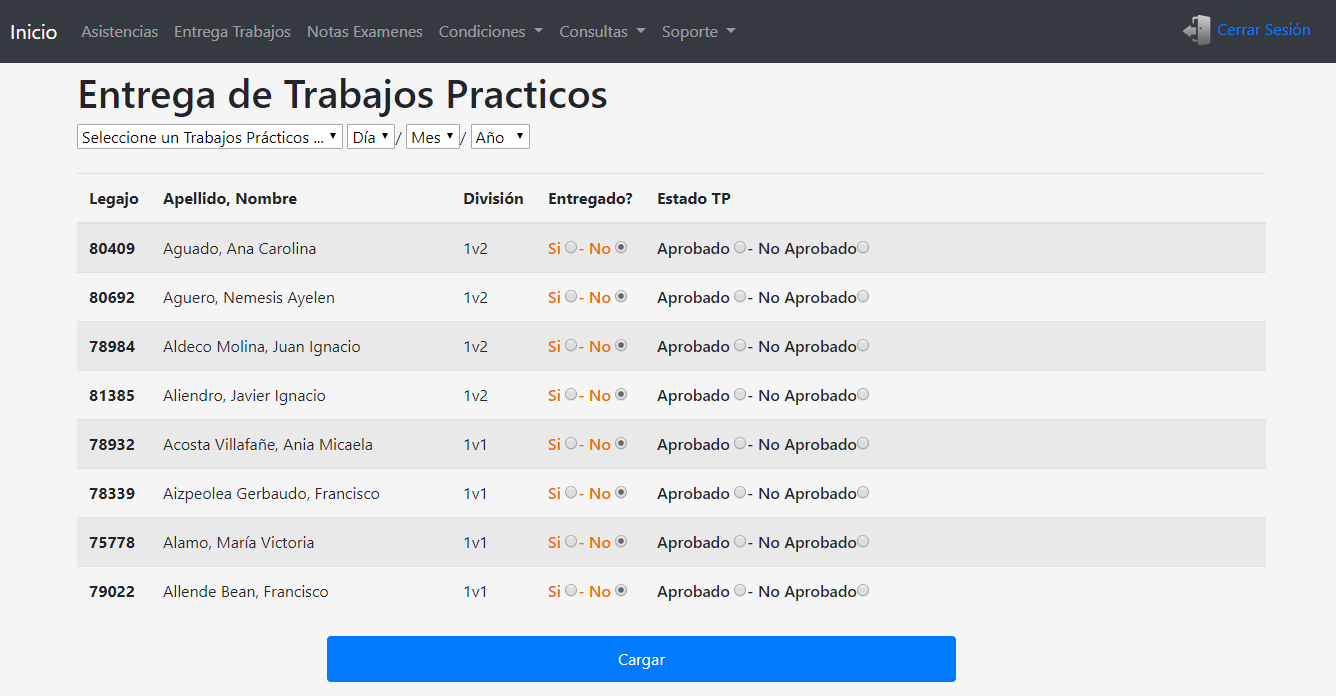 Inicio Asistencias Entrega Trabajos Notas Examenes Condiciones Consultas Soporte Cerrar Sesión
Entrega de Trabajos Practicos
Seleccione un Trabajos Prácticos ... Día / Mes / Año
Legajo Apellido, Nombre División Entregado? Estado TP
80409 Aguado, Ana Carolina 1v2 Si - No Aprobado - No Aprobado
80692 Aguero, Nemesis Ayelen 1v2 Si - No Aprobado - No Aprobado
78984 Aldeco Molina, Juan Ignacio 1v2 Si - No Aprobado - No Aprobado
81385 Aliendro, Javier Ignacio 1v2 Si - No Aprobado - No Aprobado
78932 Acosta Villafañe, Ania Micaela 1v1 Si - No Aprobado - No Aprobado
78339 Aizpeolea Gerbaudo, Francisco 1v1 Si - No Aprobado - No Aprobado
75778 Alamo, María Victoria 1v1 Si - No Aprobado - No Aprobado
79022 Allende Bean, Francisco 1v1 Si - No Aprobado - No Aprobado
Cargar